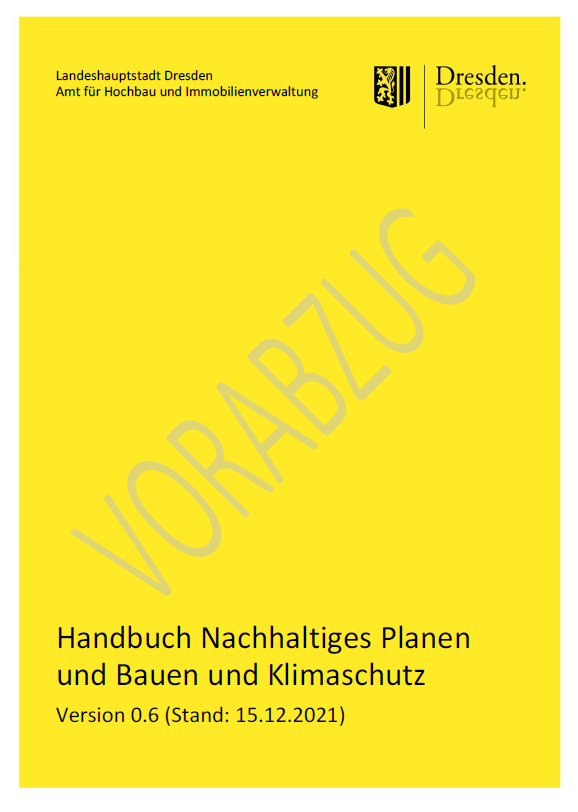 Landeshauptstadt Dresden
Amt für Hochbau und Immobilienverwaltung
Dresden.
Dresden.
VORABZUG
Handbuch Nachhaltiges Planen
und Bauen und Klimaschutz
Version 0.6 (Stand: 15.12.2021)